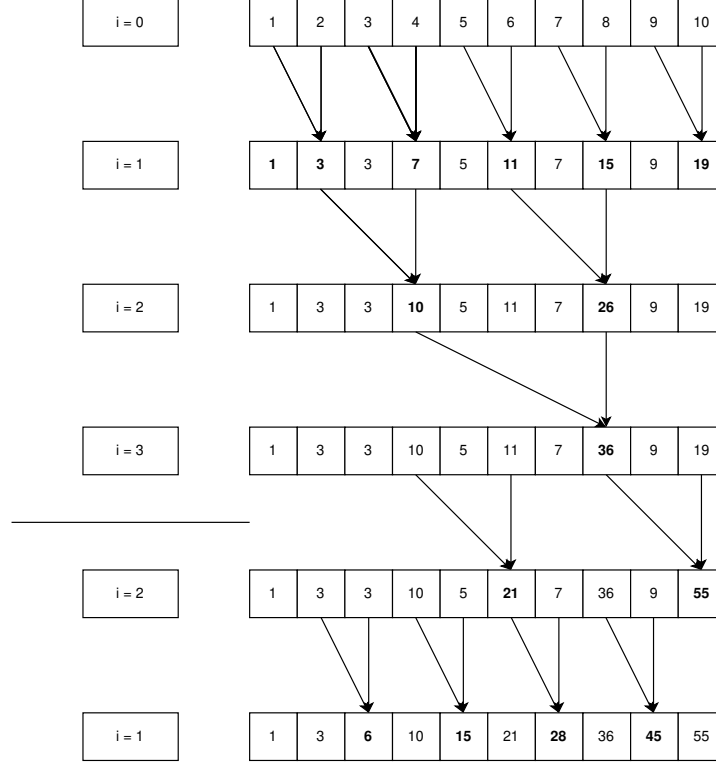 i = 0 1 2 3 4 5 6 7 8 9 10
i = 1 1 3 3 7 5 11 7 15 9 19
i = 2 1 3 3 10 5 11 7 26 9 19
i = 3 1 3 3 10 5 11 7 36 9 19
i = 2 1 3 3 10 5 21 7 36 9 55
i = 1 1 3 6 10 15 21 28 36 45 55